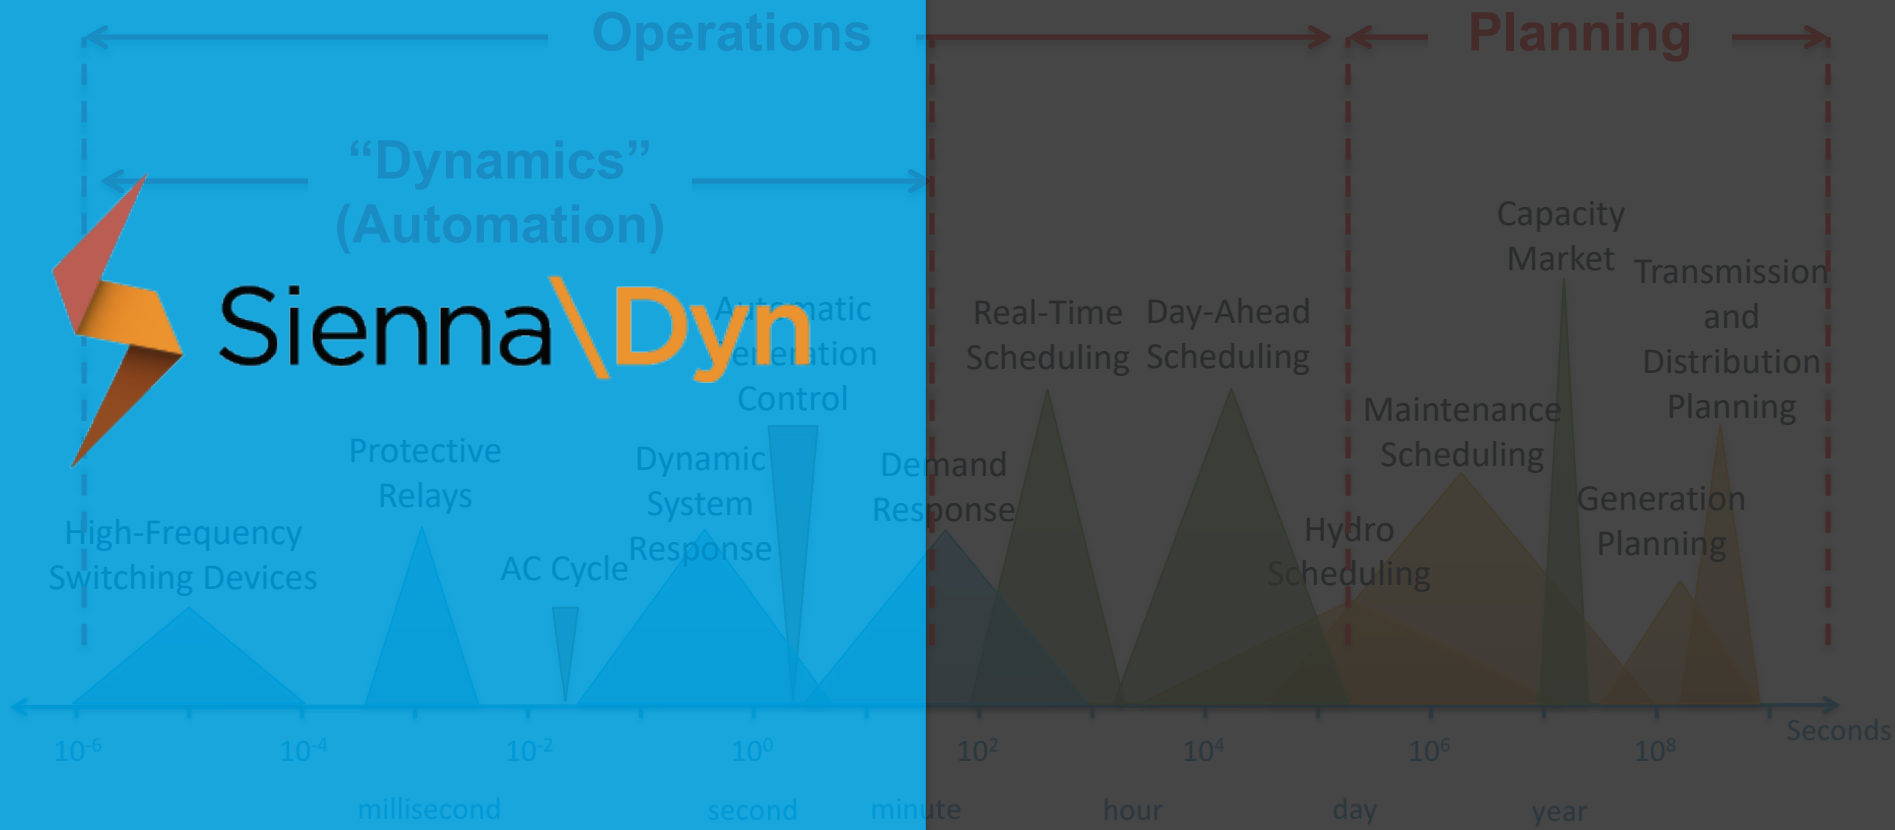 Operations
Planning
“Dynamics”
(Automation)
Sienna\Dyn
Automatic
Generation
Control
Real-Time
Scheduling
Day-Ahead
Scheduling
Capacity
Market
Transmission
and
Distribution
Planning
Maintenance
Scheduling
Protective
Relays
Dynamic
System
Response
Demand
Response
Generation
Planning
Hydro
Scheduling
High-Frequency
Switching Devices
AC Cycle
10⁻⁶ 10⁻⁴ 10⁻² 10⁰ 10² 10⁴ 10⁶ 10⁸ Seconds
millisecond second minute hour day year